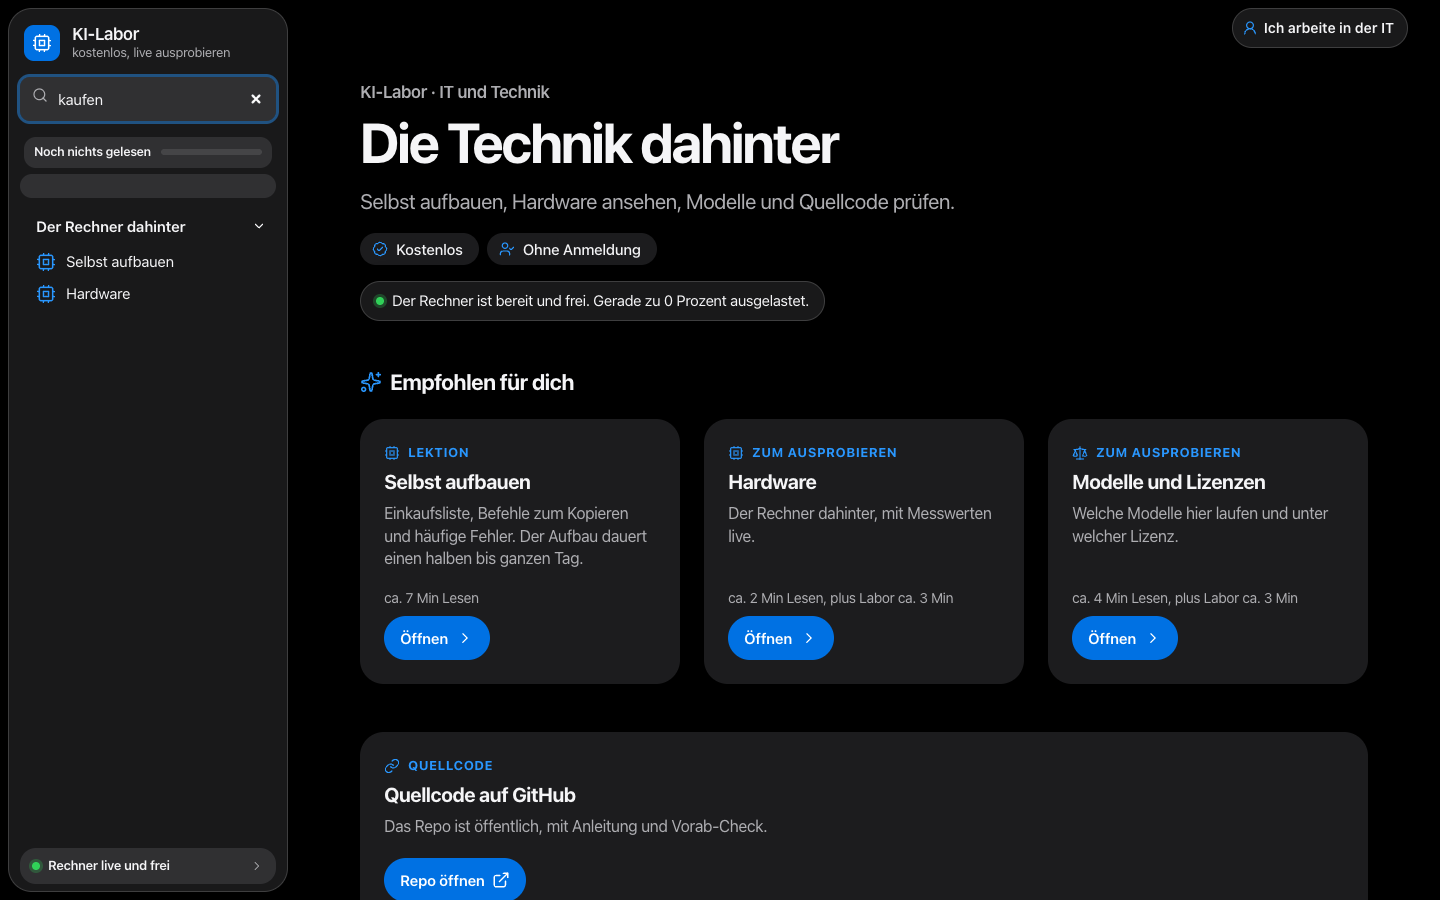 KI-Labor
kostenlos, live ausprobieren
kaufen
Noch nichts gelesen
Der Rechner dahinter
Selbst aufbauen
Hardware
Rechner live und frei
Ich arbeite in der IT
KI-Labor · IT und Technik
Die Technik dahinter
Selbst aufbauen, Hardware ansehen, Modelle und Quellcode prüfen.
Kostenlos
Ohne Anmeldung
Der Rechner ist bereit und frei. Gerade zu 0 Prozent ausgelastet.
Empfohlen für dich
LEKTION
Selbst aufbauen
Einkaufsliste, Befehle zum Kopieren
und häufige Fehler. Der Aufbau dauert
einen halben bis ganzen Tag.
ca. 7 Min Lesen
Öffnen
ZUM AUSPROBIEREN
Hardware
Der Rechner dahinter, mit Messwerten
live.
ca. 2 Min Lesen, plus Labor ca. 3 Min
Öffnen
ZUM AUSPROBIEREN
Modelle und Lizenzen
Welche Modelle hier laufen und unter
welcher Lizenz.
ca. 4 Min Lesen, plus Labor ca. 3 Min
Öffnen
QUELLCODE
Quellcode auf GitHub
Das Repo ist öffentlich, mit Anleitung und Vorab-Check.
Repo öffnen